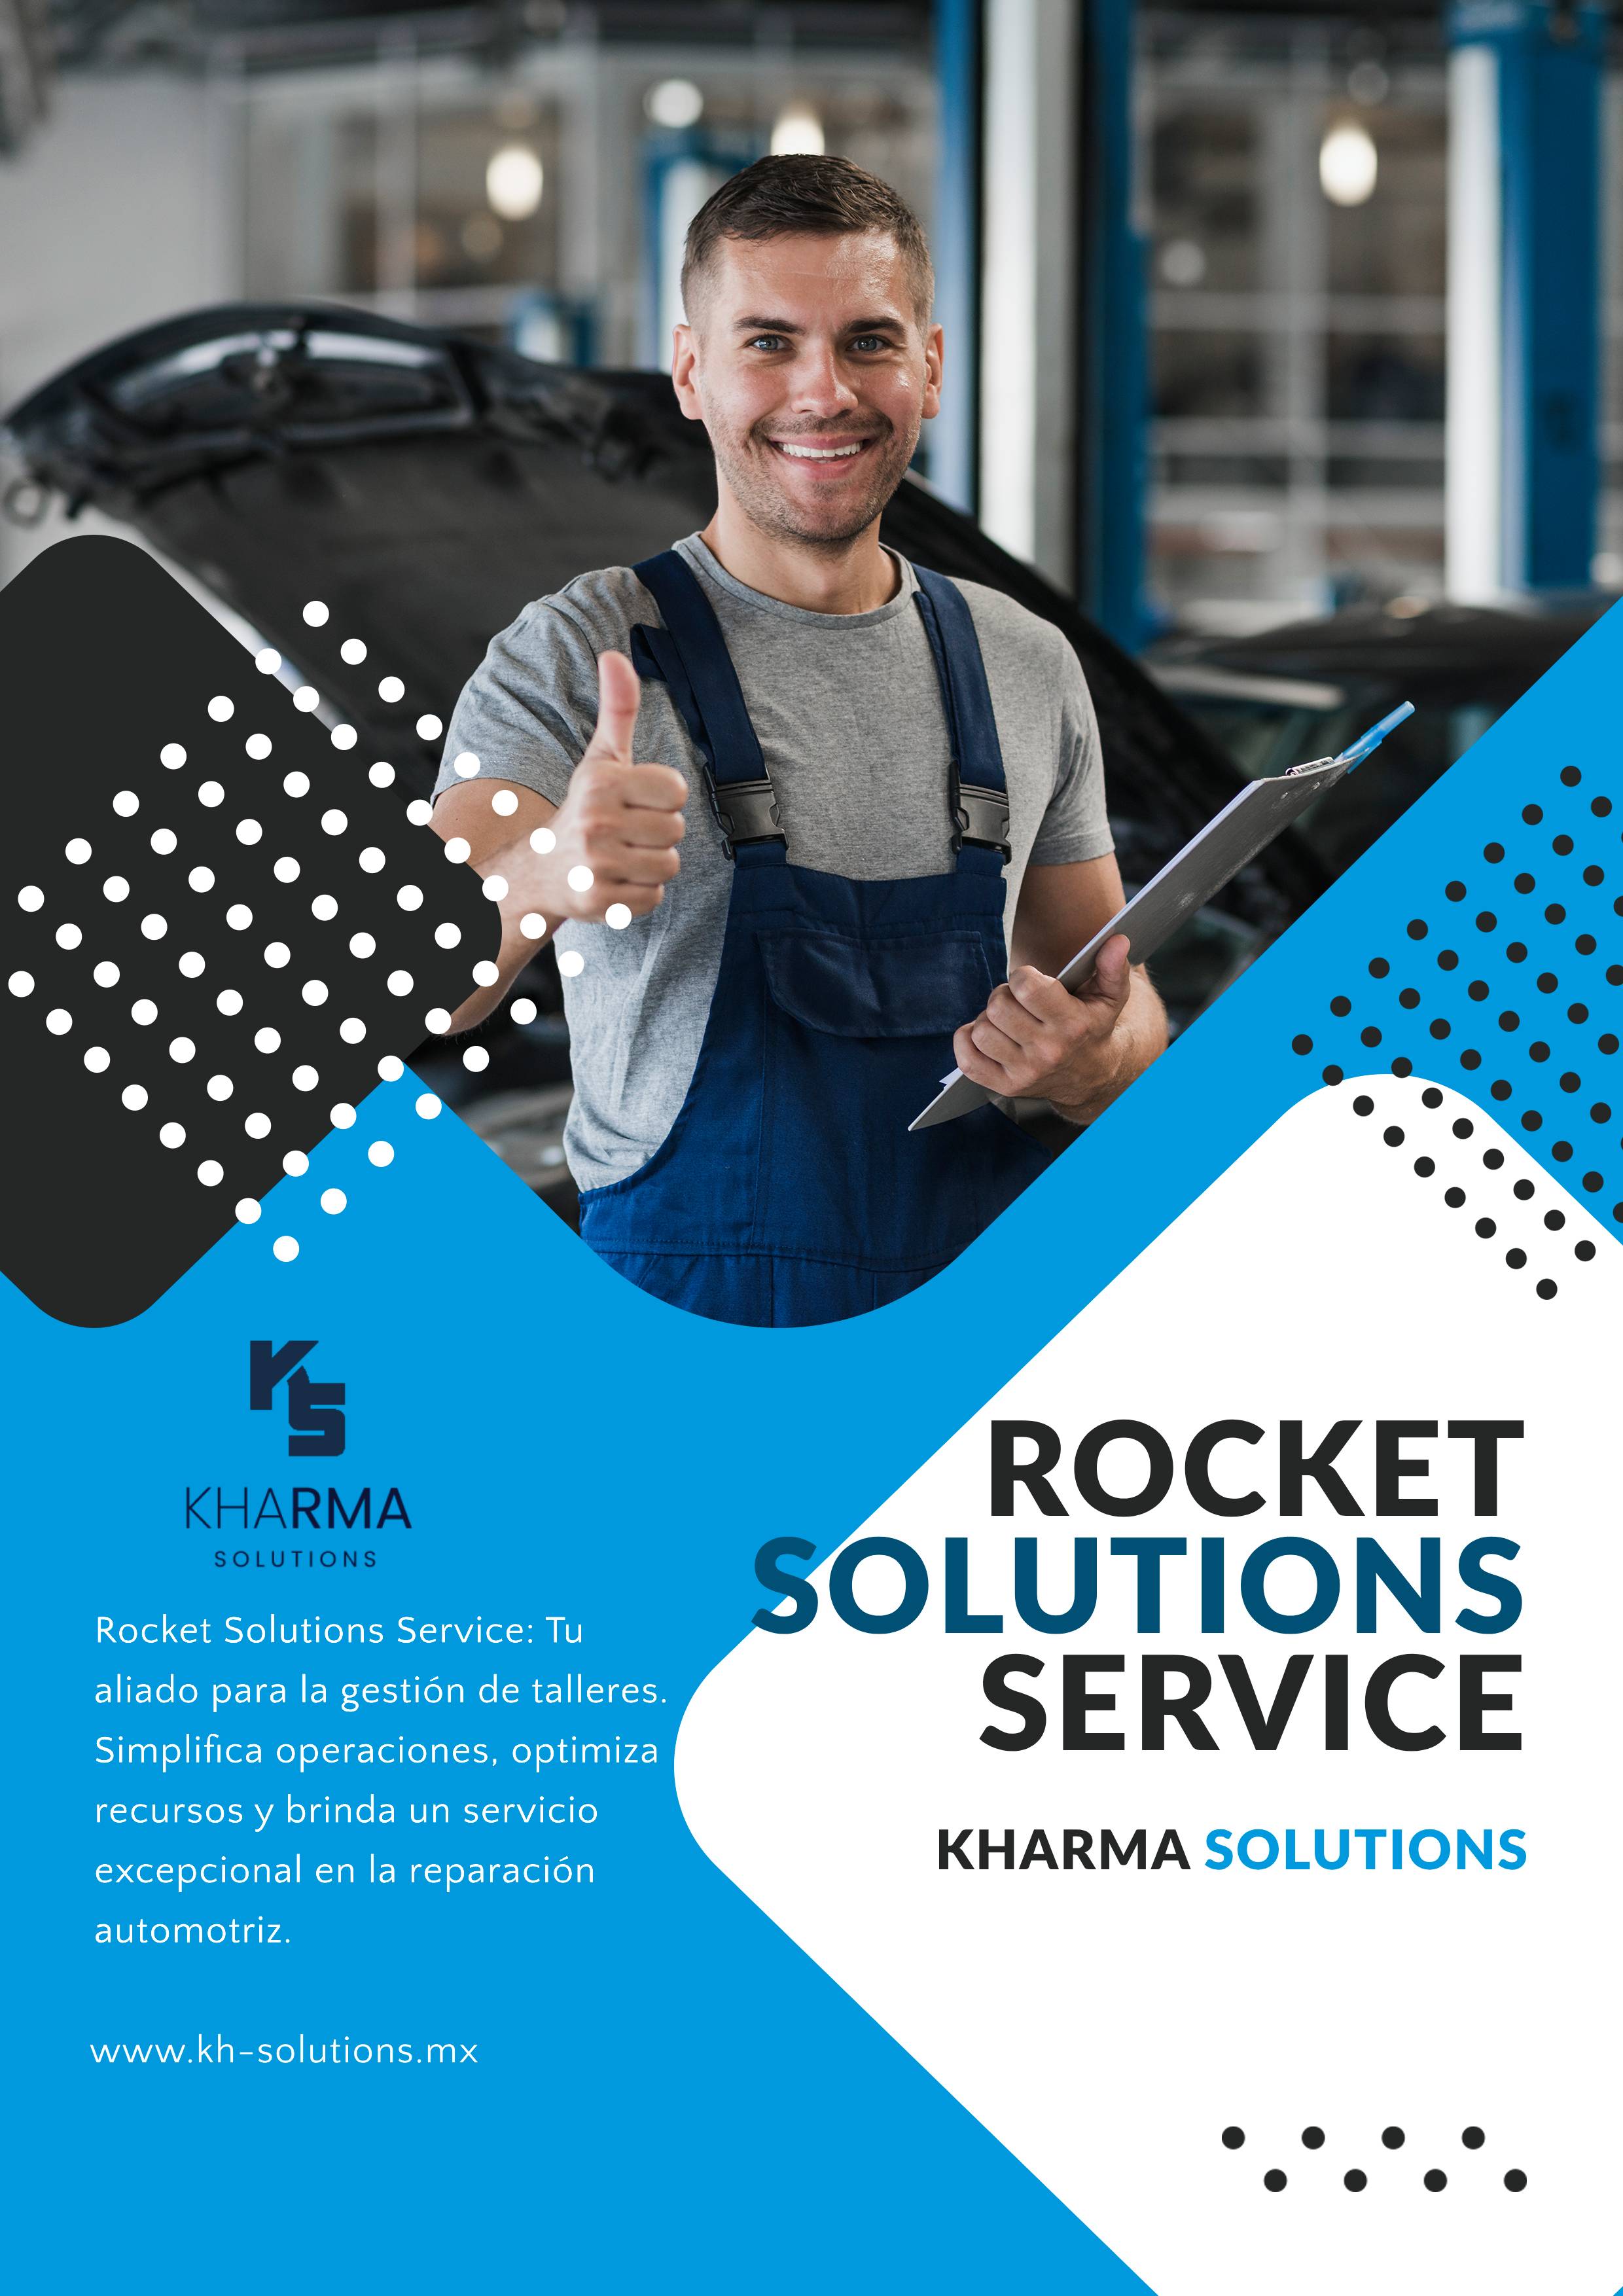 KS
KHARMA
SOLUTIONS
Rocket Solutions Service: Tu
aliado para la gestión de talleres.
Simplifica operaciones, optimiza
recursos y brinda un servicio
excepcional en la reparación
automotriz.
www.kh-solutions.mx
ROCKET
SOLUTIONS
SERVICE
KHARMA SOLUTIONS